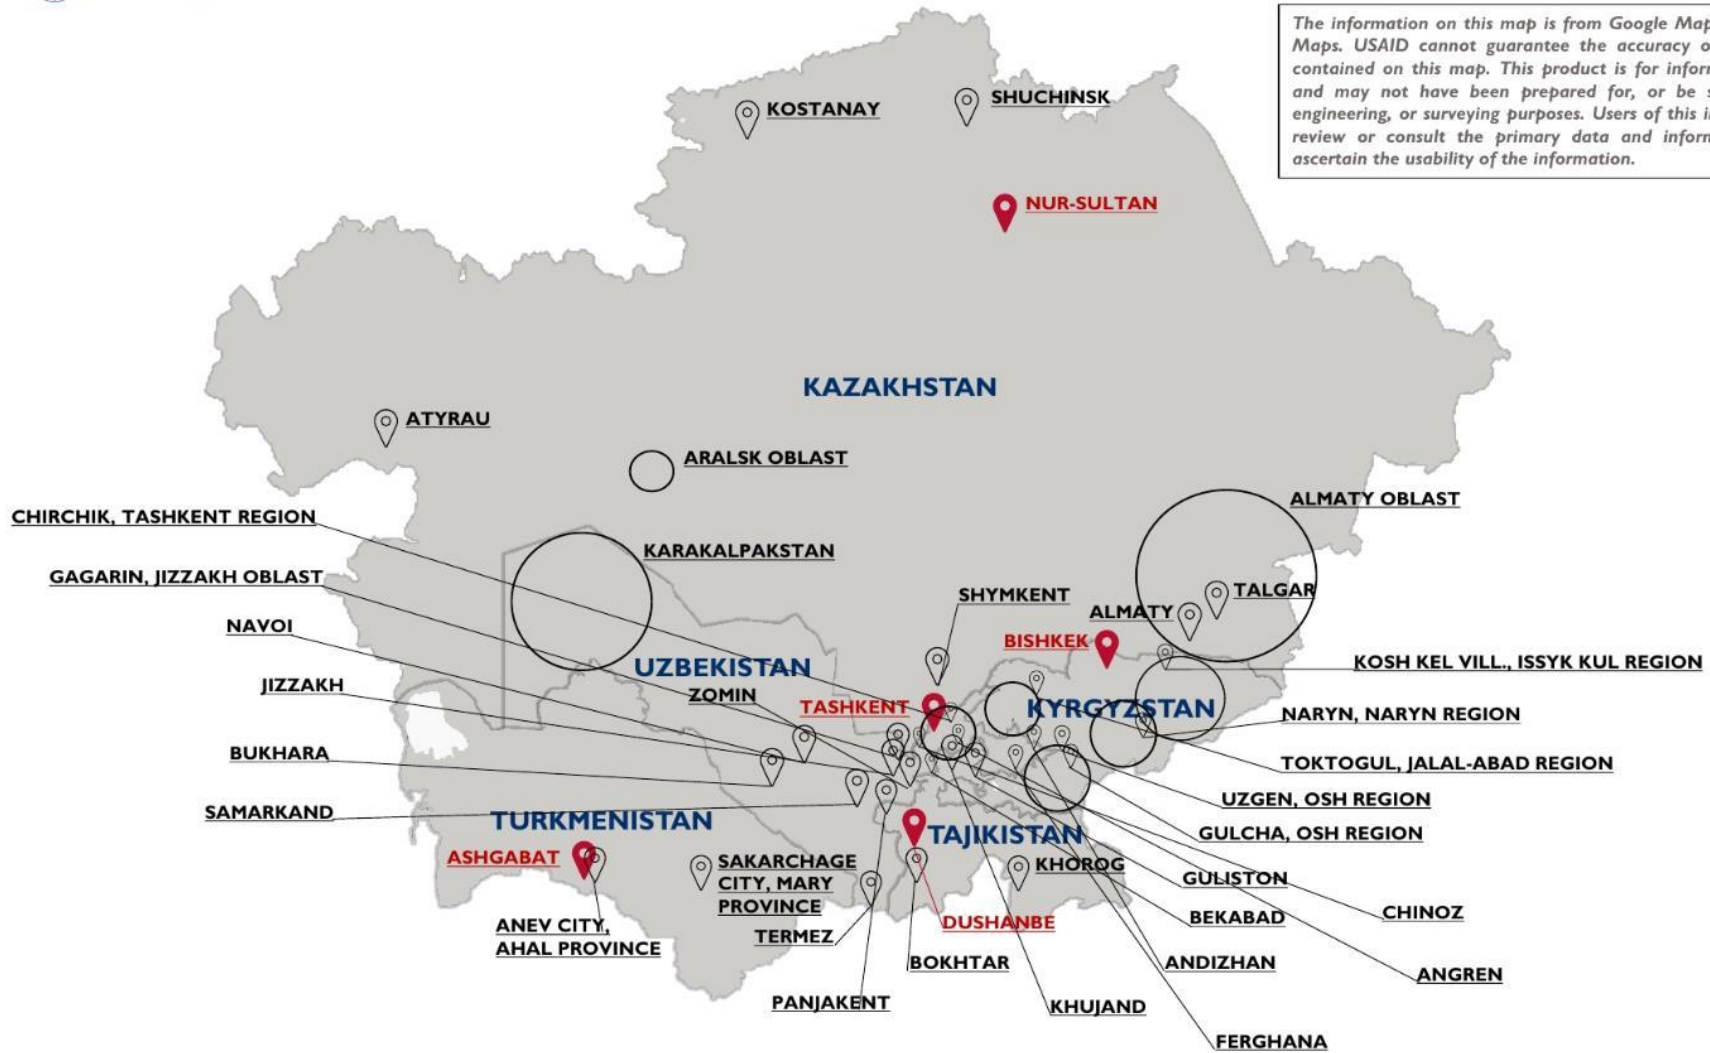 The information on this map is from Google Map
Maps. USAID cannot guarantee the accuracy o
contained on this map. This product is for infor
and may not have been prepared for, or be s
engineering, or surveying purposes. Users of this i
review or consult the primary data and inforn
ascertain the usability of the information.
KOSTANAY
SHUCHINSK
NUR-SULTAN
KAZAKHSTAN
ATYRAU
ARALSK OBLAST
ALMATY OBLAST
CHIRCHIK, TASHKENT REGION
KARAKALPAKSTAN
GAGARIN, JIZZAKH OBLAST
SHYMKENT
TALGAR
ALMATY
NAVOI
BISHKEK
UZBEKISTAN
KOSH KEL VILL., ISSYK KUL REGION
JIZZAKH
ZOMIN
TASHKENT
KYRGYZSTAN
NARYN, NARYN REGION
BUKHARA
TOKTOGUL, JALAL-ABAD REGION
UZGEN, OSH REGION
SAMARKAND
TURKMENISTAN
TAJIKISTAN
GULCHA, OSH REGION
ASHGABAT
SAKARCHAGE
CITY, MARY
PROVINCE
KHOROG
GULISTON
ANEV CITY,
AHAL PROVINCE
TERMEZ
DUSHANBE
BEKABAD
CHINOZ
BOKHTAR
ANDIZHAN
ANGREN
PANJAKENT
KHUJAND
FERGHANA